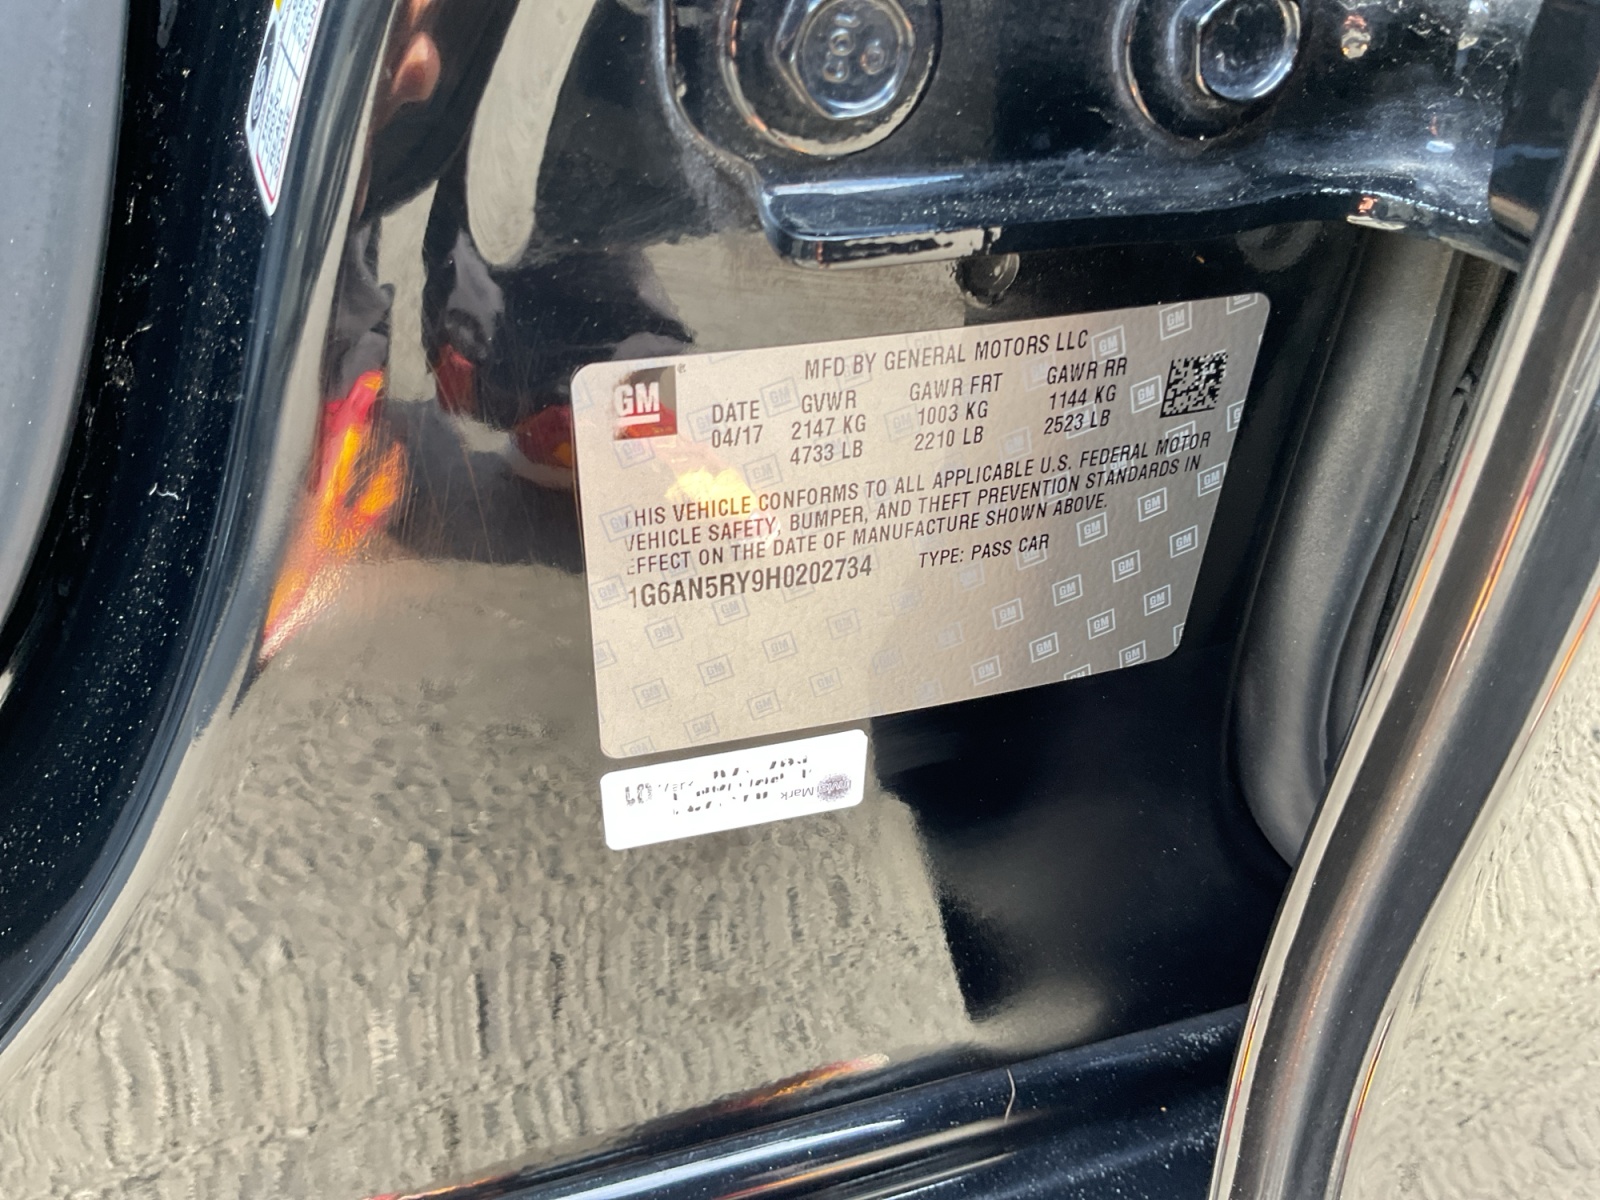 GM
MFD BY GENERAL MOTORS LLC
DATE GVWR GAWR FRT GAWR RR
04/17 2147 KG 1003 KG 1144 KG
4733 LB 2210 LB 2523 LB
THIS VEHICLE CONFORMS TO ALL APPLICABLE U.S. FEDERAL MOTOR
VEHICLE SAFETY, BUMPER, AND THEFT PREVENTION STANDARDS IN
EFFECT ON THE DATE OF MANUFACTURE SHOWN ABOVE.
1G6AN5RY9H0202734 TYPE: PASS CAR